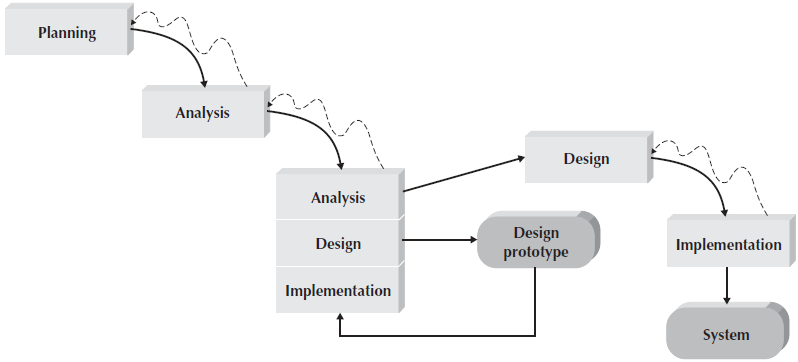 Planning
Analysis
Analysis
Design
Implementation
Design
prototype
Design
Implementation
System